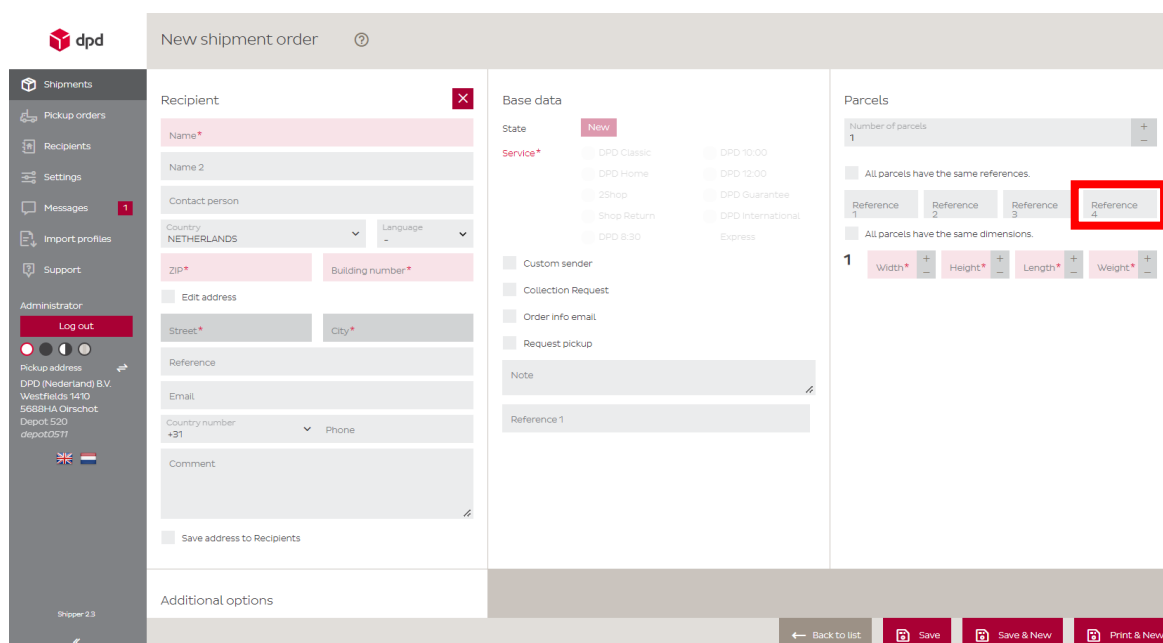 dpd
New shipment order ?
Shipments
Pickup orders
Recipients
Settings
Messages 1
Import profiles
Support
Administrator
Log out
Pickup address
DPD (Nederland) B.V.
Westfields 1410
5688HA Oirschot
Depot 520
depot0511
Shipper 2.3
Recipient
Name*
Name 2
Contact person
Country
NETHERLANDS
Language
-
ZIP*
Building number*
Edit address
Street*
City*
Reference
Email
Country number
+31
Phone
Comment
Save address to Recipients
Additional options
Base data
State New
Service*
DPD Classic
DPD 10:00
DPD Home
DPD 12:00
2Shop
DPD Guarantee
Shop Return
DPD International
DPD 8:30
Express
Custom sender
Collection Request
Order info email
Request pickup
Note
Reference 1
Parcels
Number of parcels
1
+
−
All parcels have the same references.
Reference
1
Reference
2
Reference
3
Reference
4
All parcels have the same dimensions.
1
Width* + −
Height* + −
Length* + −
Weight* + −
← Back to list
Save
Save & New
Print & New